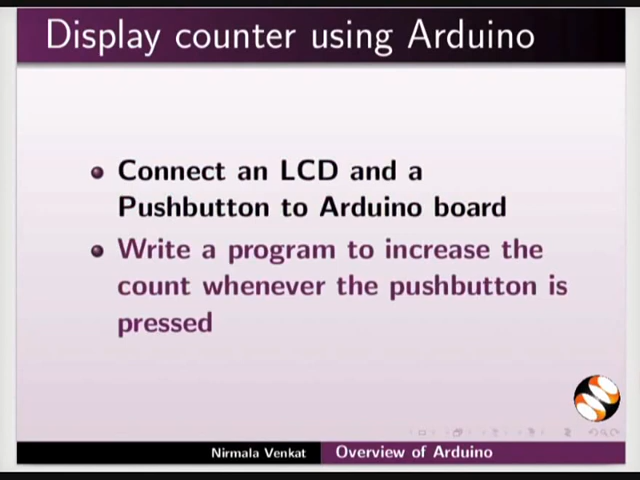 Display counter using Arduino
Connect an LCD and a
Pushbutton to Arduino board
Write a program to increase the
count whenever the pushbutton is
pressed
Nirmala Venkat Overview of Arduino